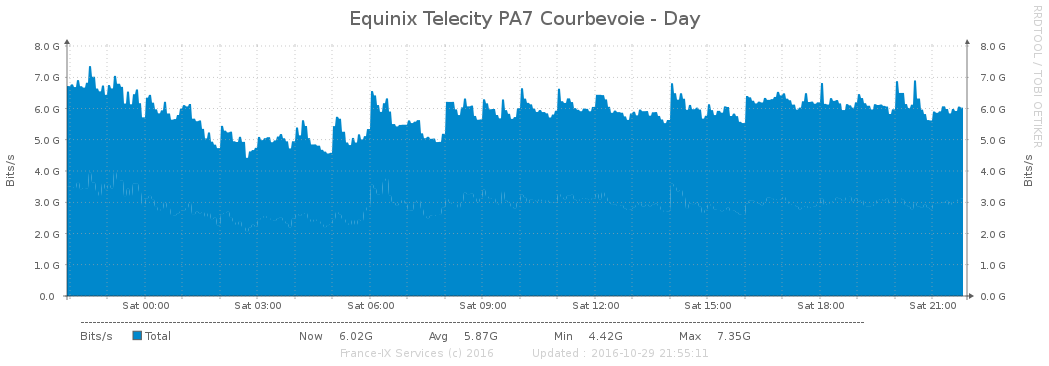 Equinix Telecity PA7 Courbevoie - Day
RRDTOOL / TOBI OETIKER
Bits/s
8.0 G
7.0 G
6.0 G
5.0 G
4.0 G
3.0 G
2.0 G
1.0 G
0.0
8.0 G
7.0 G
6.0 G
5.0 G
4.0 G
3.0 G
2.0 G
1.0 G
0.0 G
Bits/s
Sat 00:00 Sat 03:00 Sat 06:00 Sat 09:00 Sat 12:00 Sat 15:00 Sat 18:00 Sat 21:00
Bits/s Total Now 6.02G Avg 5.87G Min 4.42G Max 7.35G
France-IX Services (c) 2016 Updated : 2016-10-29 21:55:11